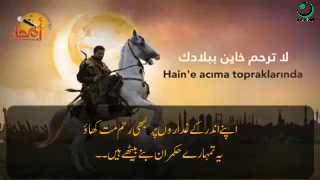 لا ترحم خاين ببلادك
Hain'e acıma topraklarında
اپنے اندر کے غداروں پر کبھی رحم مت کھاؤ
یہ تمہارے حکمران بنے بیٹھے ہیں۔۔